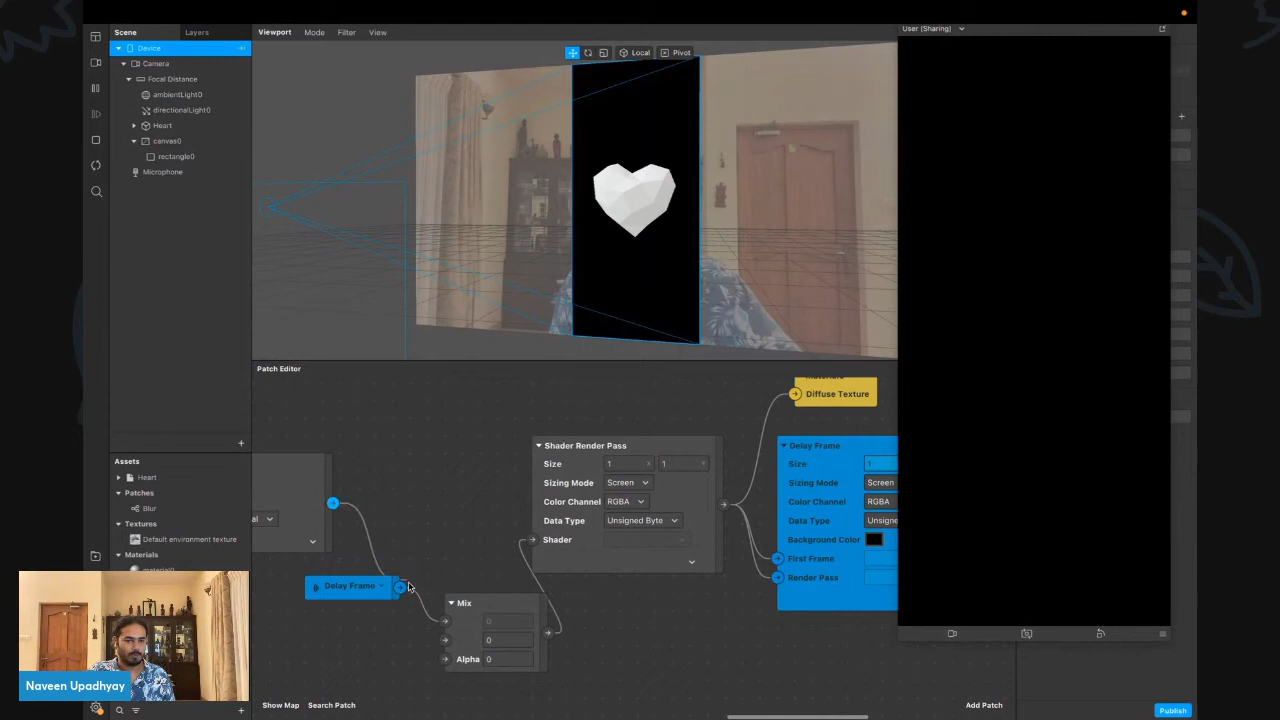 Scene
Layers
Device
Camera
Focal Distance
ambientLight0
directionalLight0
Heart
canvas0
rectangle0
Microphone
Viewport
Mode
Filter
View
Local
Pivot
User (Sharing)
Assets
Heart
Patches
Blur
Textures
Default environment texture
Materials
material0
Patch Editor
al
Delay Frame
Mix
0
0
Alpha
0
Shader Render Pass
Size
1
1
Sizing Mode
Screen
Color Channel
RGBA
Data Type
Unsigned Byte
Shader
Diffuse Texture
Delay Frame
Size
1
Sizing Mode
Screen
Color Channel
RGBA
Data Type
Unsigne
Background Color
First Frame
Render Pass
Show Map
Search Patch
Add Patch
Publish
Naveen Upadhyay